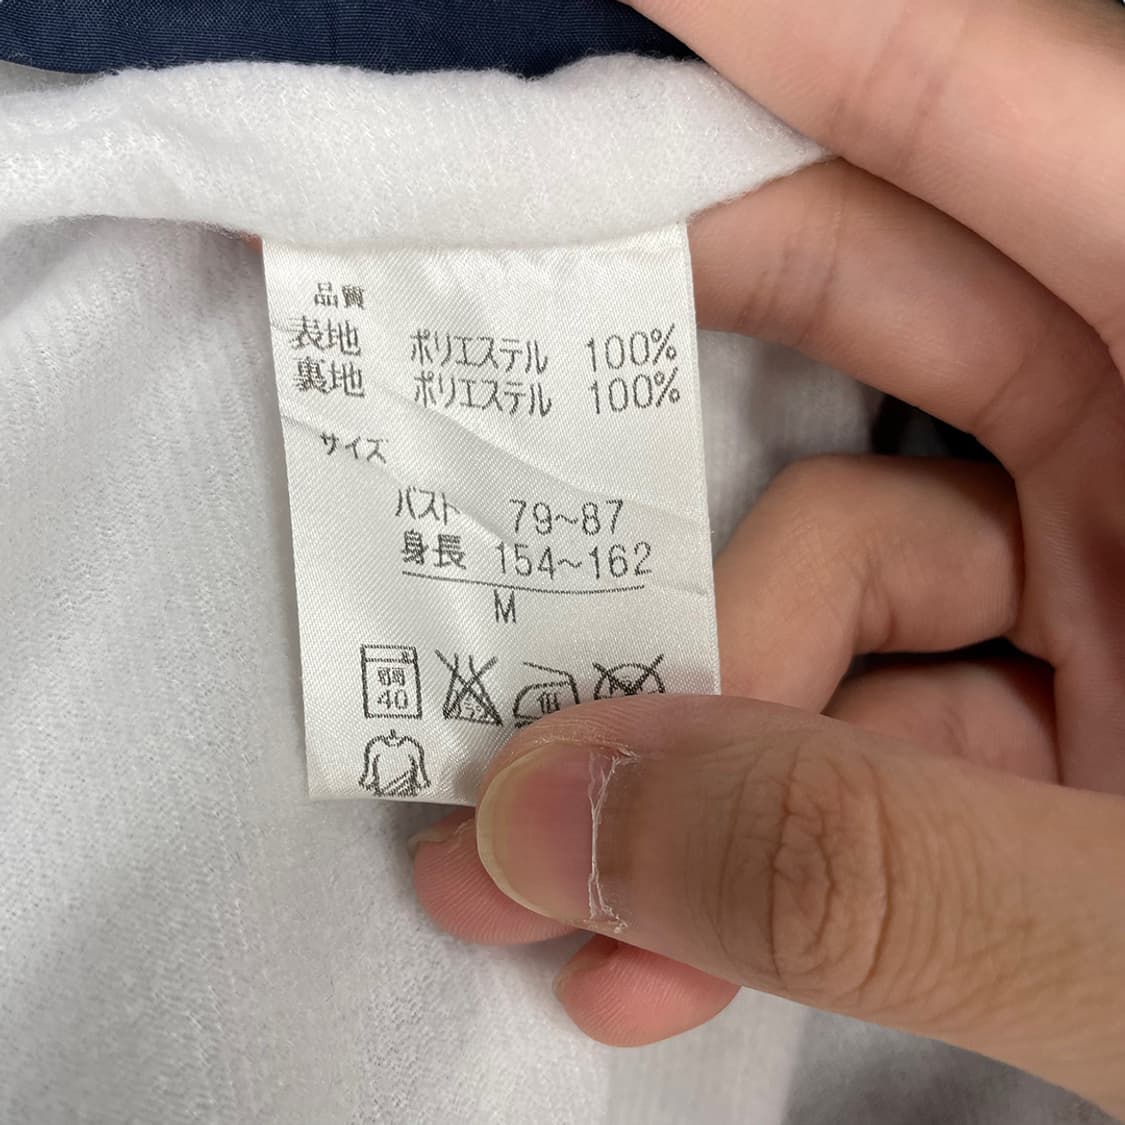 品質
表地 ポリエステル 100%
裏地 ポリエステル 100%
サイズ
バスト 79~87
身長 154~162
M
弱 40
低